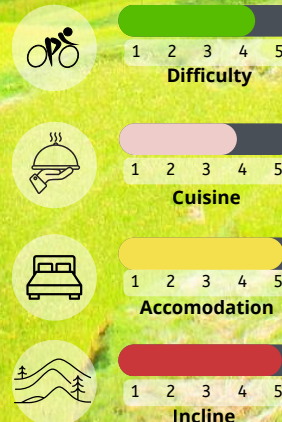 1 2 3 4 5
Difficulty
1 2 3 4 5
Cuisine
1 2 3 4 5
Accomodation
1 2 3 4 5
Incline